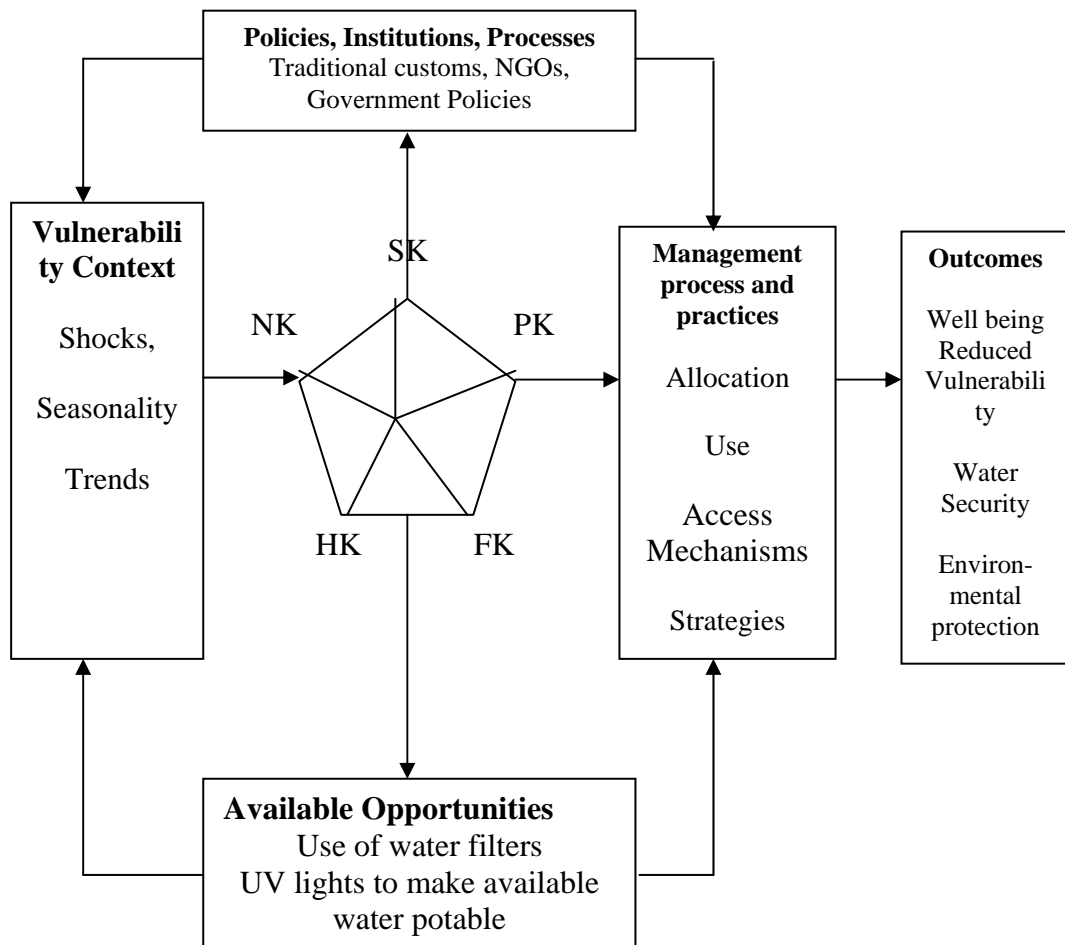 Policies, Institutions, Processes
Traditional customs, NGOs,
Government Policies
Vulnerabili
ty Context
Shocks,
Seasonality
Trends
SK
NK
PK
HK
FK
Management
process and
practices
Allocation
Use
Access
Mechanisms
Strategies
Outcomes
Well being
Reduced
Vulnerabili
ty
Water
Security
Environ-
mental
protection
Available Opportunities
Use of water filters
UV lights to make available
water potable